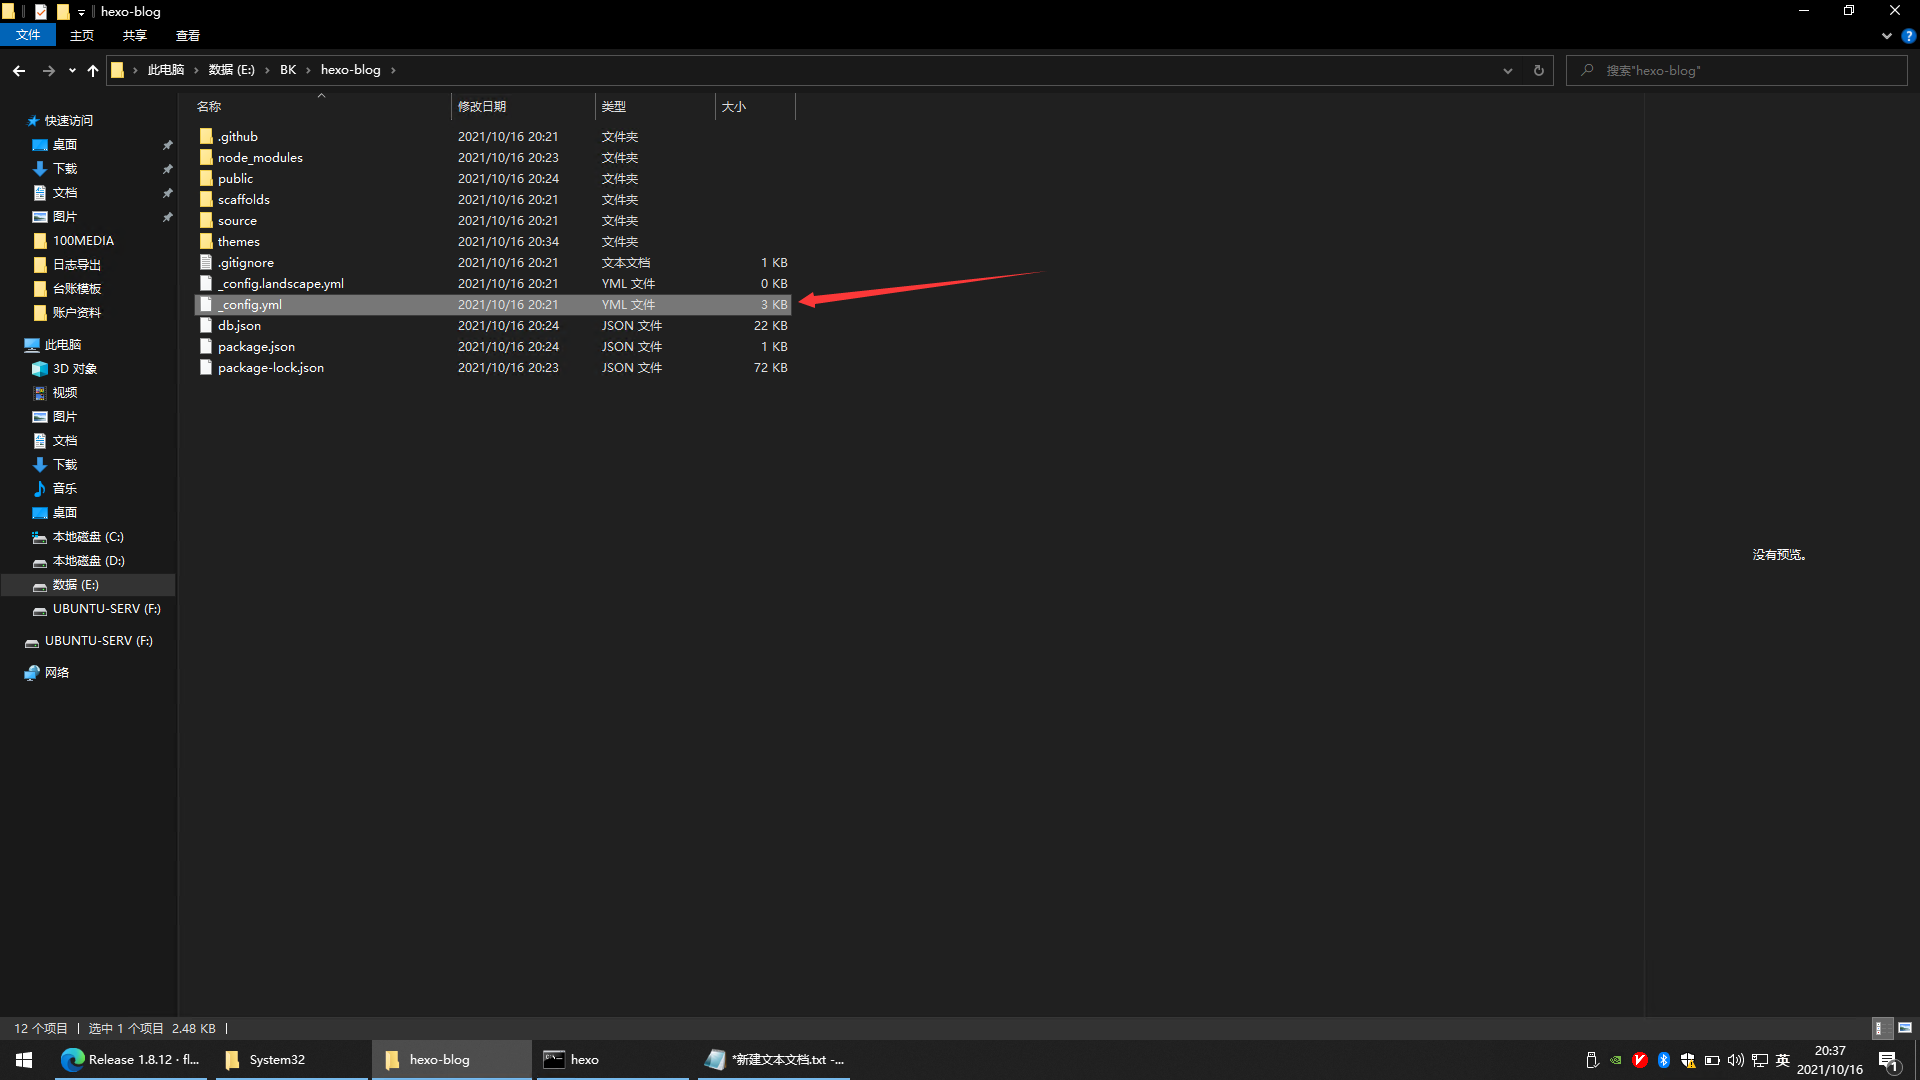 hexo-blog
文件 主页 共享 查看
此电脑 数据 (E:) BK hexo-blog
搜索"hexo-blog"
快速访问
桌面
下载
文档
图片
100MEDIA
日志导出
台账模板
账户资料
此电脑
3D 对象
视频
图片
文档
下载
音乐
桌面
本地磁盘 (C:)
本地磁盘 (D:)
数据 (E:)
UBUNTU-SERV (F:)
UBUNTU-SERV (F:)
网络
名称 修改日期 类型 大小
.github 2021/10/16 20:21 文件夹
node_modules 2021/10/16 20:23 文件夹
public 2021/10/16 20:24 文件夹
scaffolds 2021/10/16 20:21 文件夹
source 2021/10/16 20:21 文件夹
themes 2021/10/16 20:34 文件夹
.gitignore 2021/10/16 20:21 文本文档 1 KB
_config.landscape.yml 2021/10/16 20:21 YML 文件 0 KB
_config.yml 2021/10/16 20:21 YML 文件 3 KB
db.json 2021/10/16 20:24 JSON 文件 22 KB
package.json 2021/10/16 20:24 JSON 文件 1 KB
package-lock.json 2021/10/16 20:23 JSON 文件 72 KB
没有预览。
12 个项目 选中 1 个项目 2.48 KB
Release 1.8.12 · fl...
System32
hexo-blog
hexo
*新建文本文档.txt -...
英
20:37
2021/10/16
1